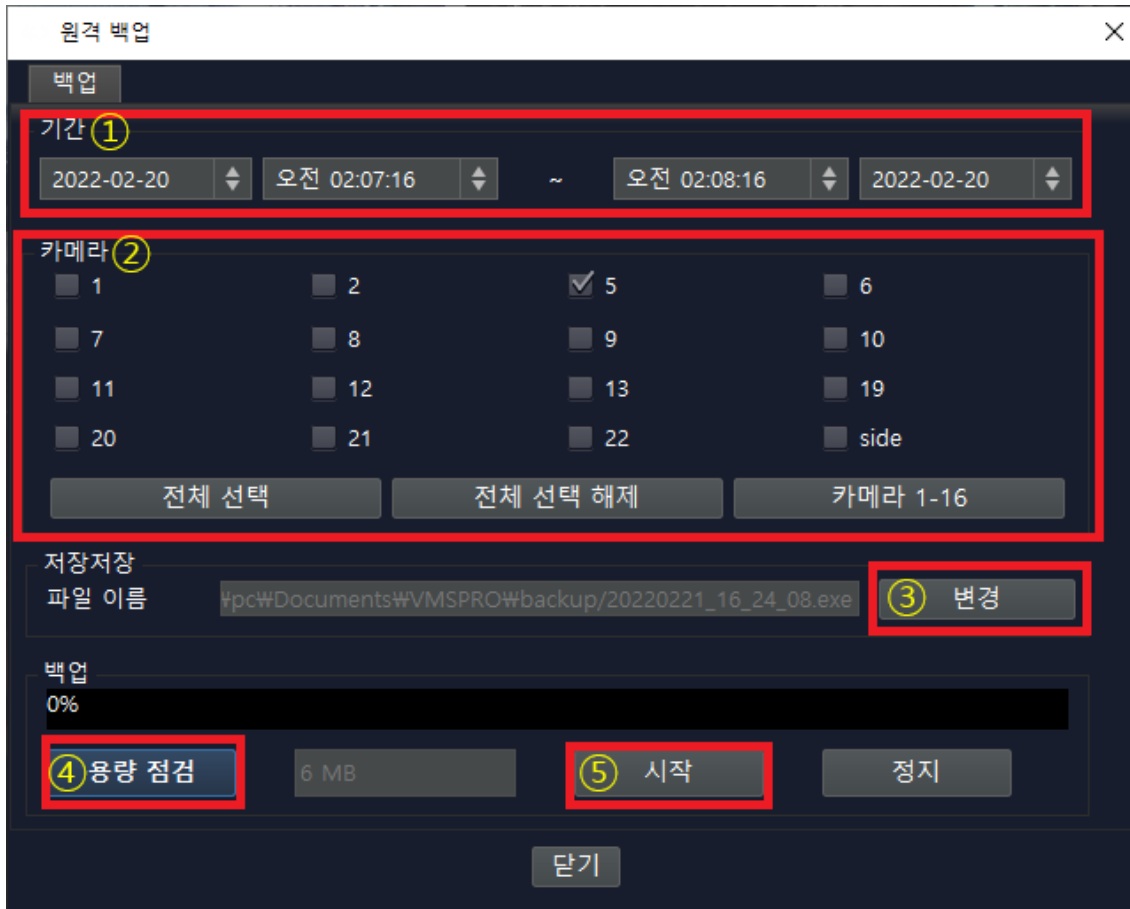 원격 백업
백업
기간 ①
2022-02-20 오전 02:07:16 ~ 오전 02:08:16 2022-02-20
카메라 ②
1 2 5 6
7 8 9 10
11 12 13 19
20 21 22 side
전체 선택 전체 선택 해제 카메라 1-16
저장저장
파일 이름 ₩pc₩Documents₩VMSPRO₩backup/20220221_16_24_08.exe ③ 변경
백업
0%
④ 용량 점검 6 MB ⑤ 시작 정지
닫기